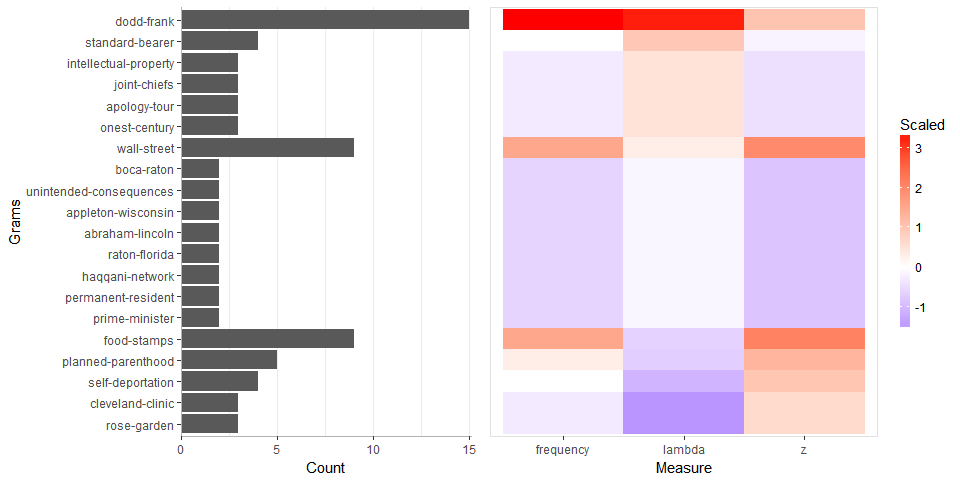 Grams
dodd-frank
standard-bearer
intellectual-property
joint-chiefs
apology-tour
onest-century
wall-street
boca-raton
unintended-consequences
appleton-wisconsin
abraham-lincoln
raton-florida
haqqani-network
permanent-resident
prime-minister
food-stamps
planned-parenthood
self-deportation
cleveland-clinic
rose-garden
0 5 10 15
Count
frequency lambda z
Measure
Scaled
3
2
1
0
-1